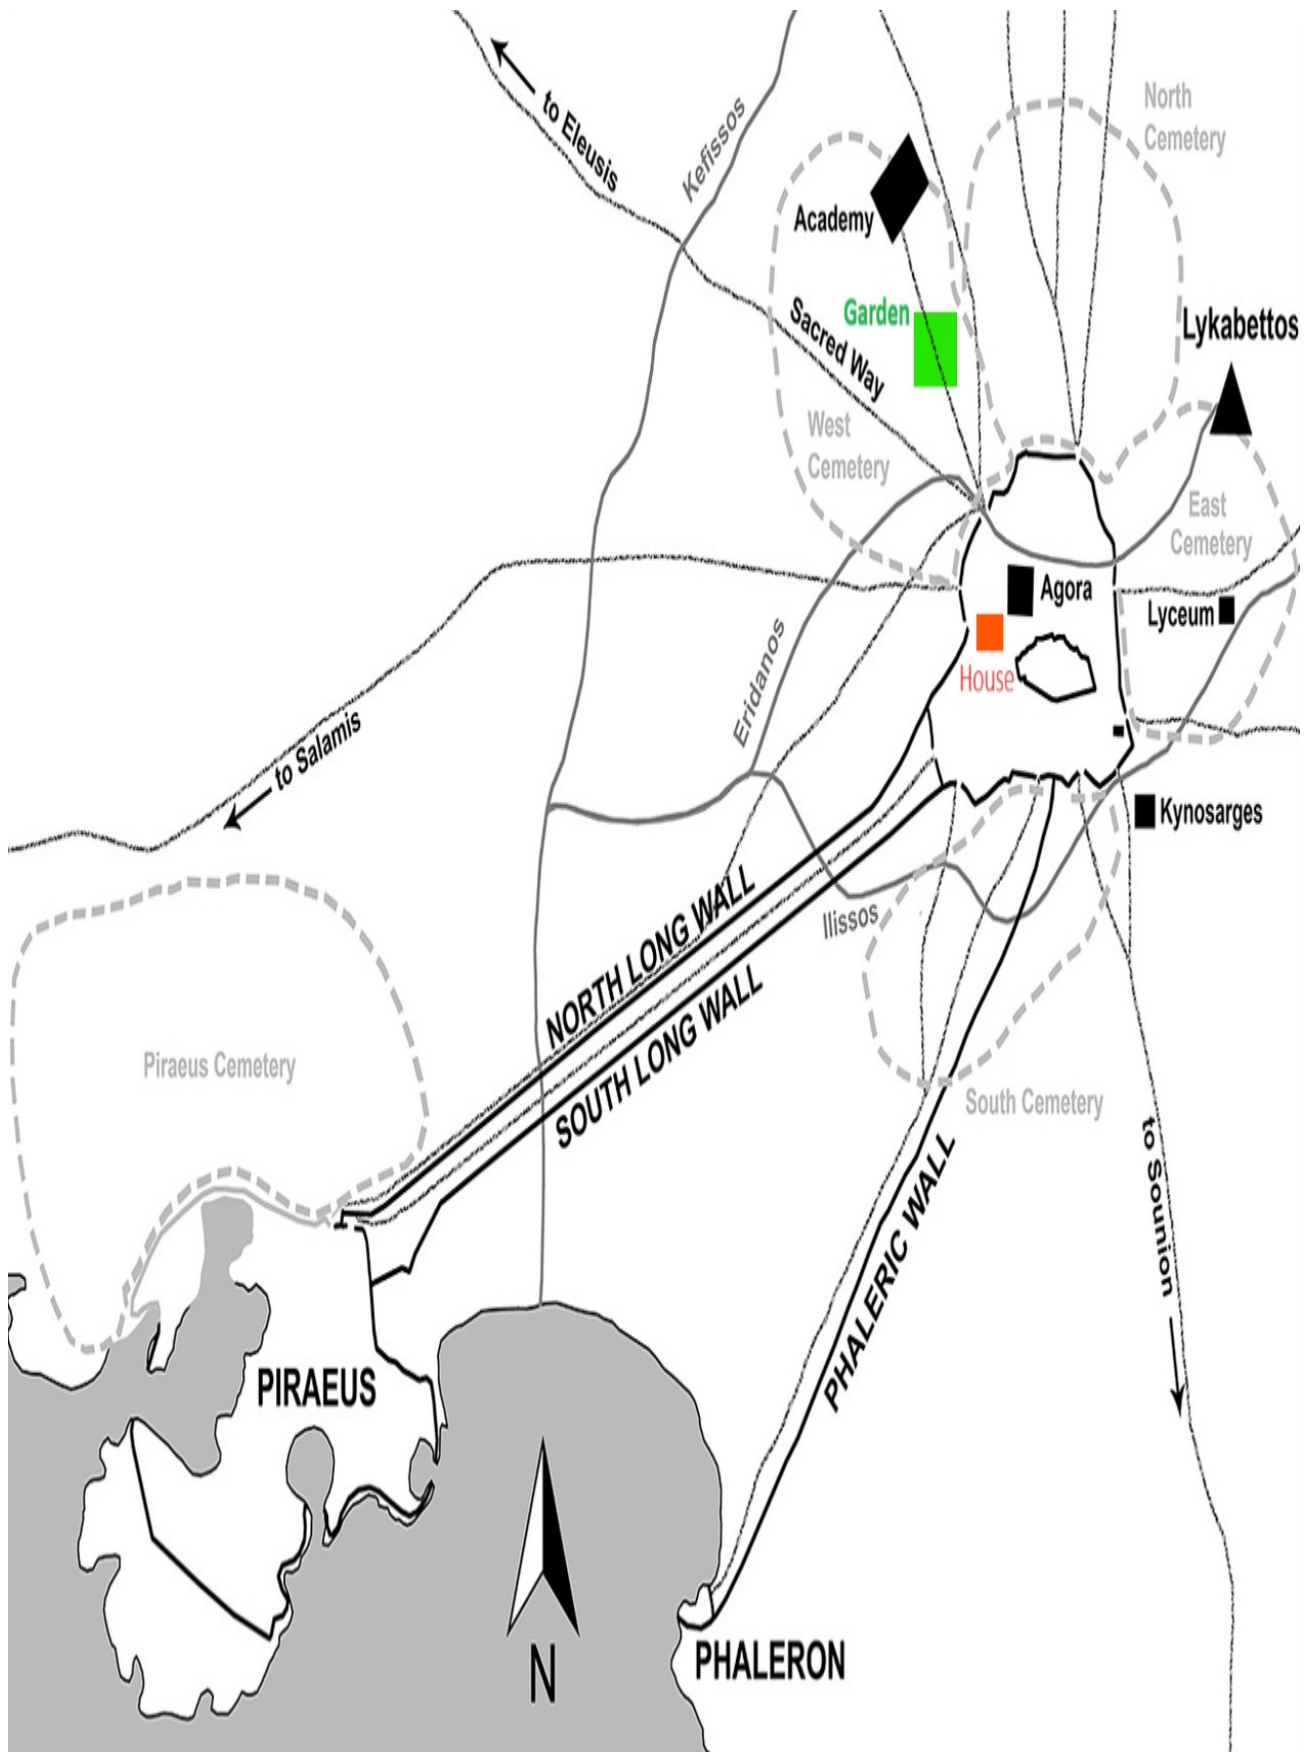 to Eleusis
Kefissos
North
Cemetery
Academy
Garden
Sacred Way
Lykabettos
West
Cemetery
East
Cemetery
Agora
Lyceum
House
Eridanos
to Salamis
Kynosarges
NORTH LONG WALL
Ilissos
SOUTH LONG WALL
Piraeus Cemetery
South Cemetery
to Sounion
PHALERIC WALL
PIRAEUS
N
PHALERON